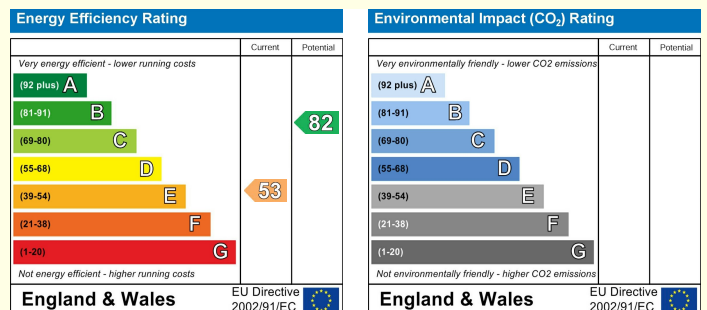 Energy Efficiency Rating
Current Potential
Very energy efficient - lower running costs
(92 plus) A
(81-91) B
82
(69-80) C
(55-68) D
(39-54) E
53
(21-38) F
(1-20) G
Not energy efficient - higher running costs
England & Wales
EU Directive
2002/91/EC
Environmental Impact (CO₂) Rating
Current Potential
Very environmentally friendly - lower CO2 emissions
(92 plus) A
(81-91) B
(69-80) C
(55-68) D
(39-54) E
(21-38) F
(1-20) G
Not environmentally friendly - higher CO2 emissions
England & Wales
EU Directive
2002/91/EC